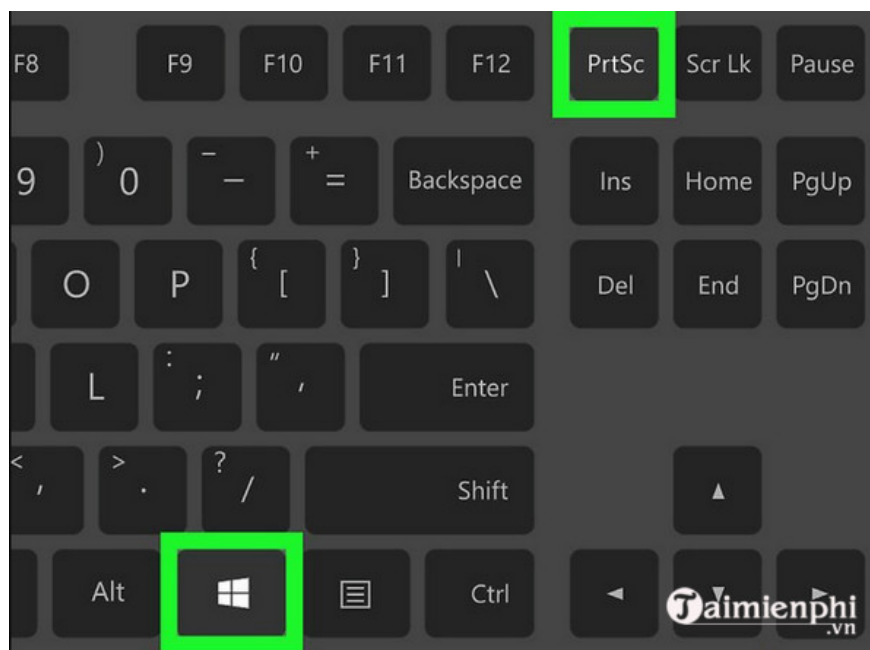 F8 F9 F10 F11 F12 PrtSc Scr Lk Pause
9 ) 0 _ – + = Backspace Ins Home PgUp
O P { [ } ] | \ Del End PgDn
L : ; " ' Enter
< , > . ? / Shift
Alt Ctrl
Taimienphi
.vn